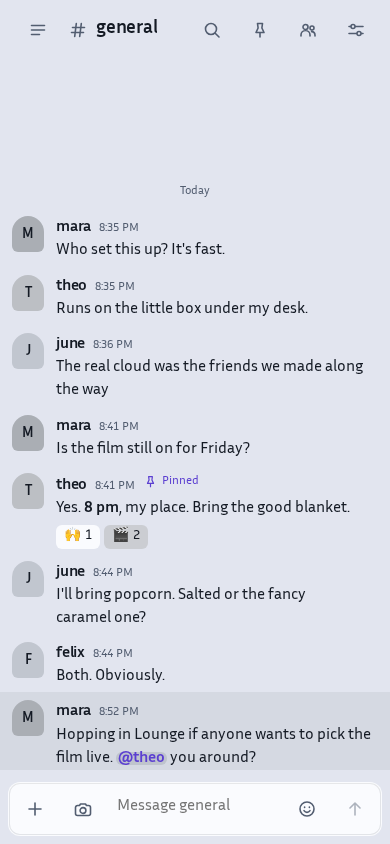 # general
Today
M
mara 8:35 PM
Who set this up? It's fast.
T
theo 8:35 PM
Runs on the little box under my desk.
J
june 8:36 PM
The real cloud was the friends we made along
the way
M
mara 8:41 PM
Is the film still on for Friday?
T
theo 8:41 PM Pinned
Yes. 8 pm, my place. Bring the good blanket.
🙌 1 🎬 2
J
june 8:44 PM
I'll bring popcorn. Salted or the fancy
caramel one?
F
felix 8:44 PM
Both. Obviously.
M
mara 8:52 PM
Hopping in Lounge if anyone wants to pick the
film live. @theo you around?
Message general